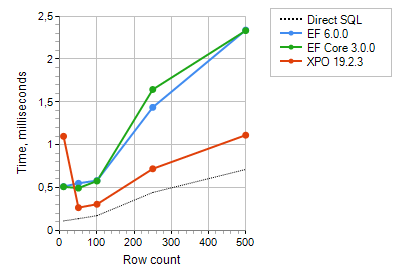 2,5
2
1,5
1
0,5
0
Time, milliseconds
0 100 200 300 400 500
Row count
Direct SQL
EF 6.0.0
EF Core 3.0.0
XPO 19.2.3